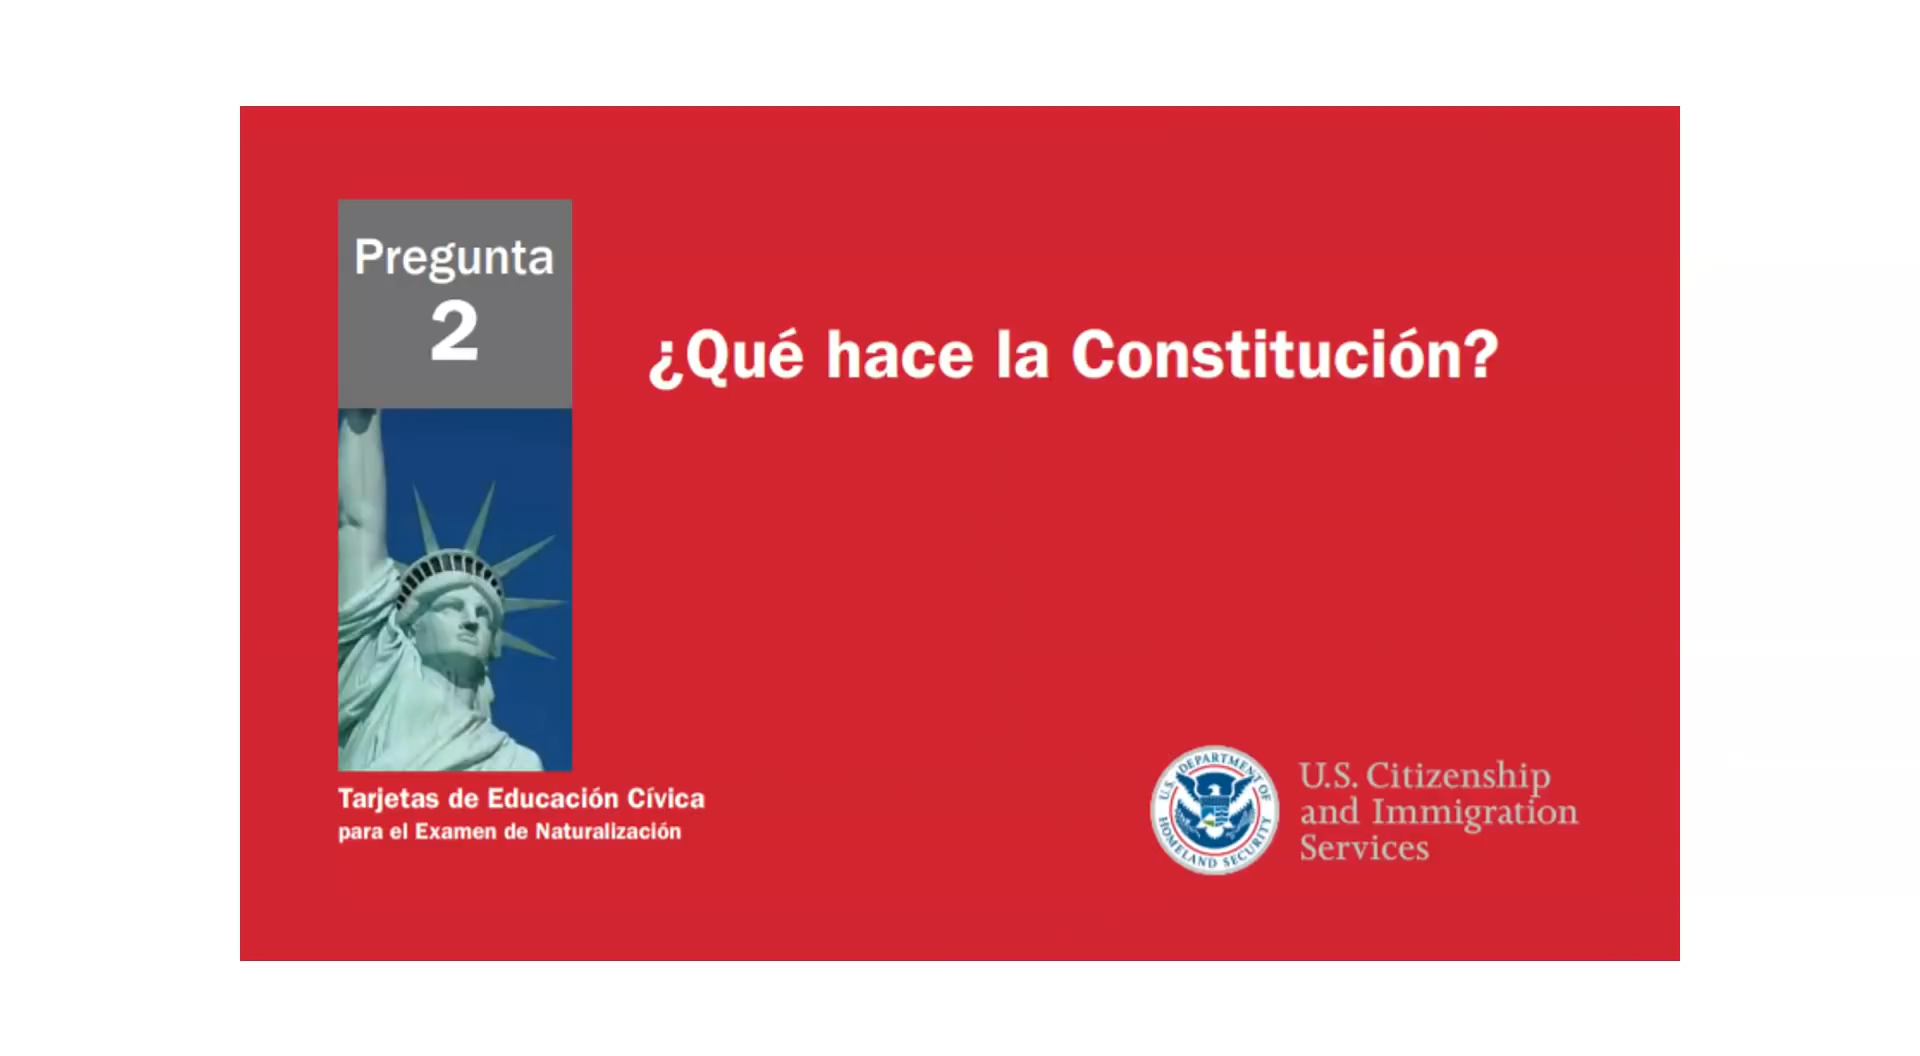 Pregunta
2
¿Qué hace la Constitución?
Tarjetas de Educación Cívica
para el Examen de Naturalización
U.S. DEPARTMENT OF
HOMELAND SECURITY
U.S. Citizenship
and Immigration
Services